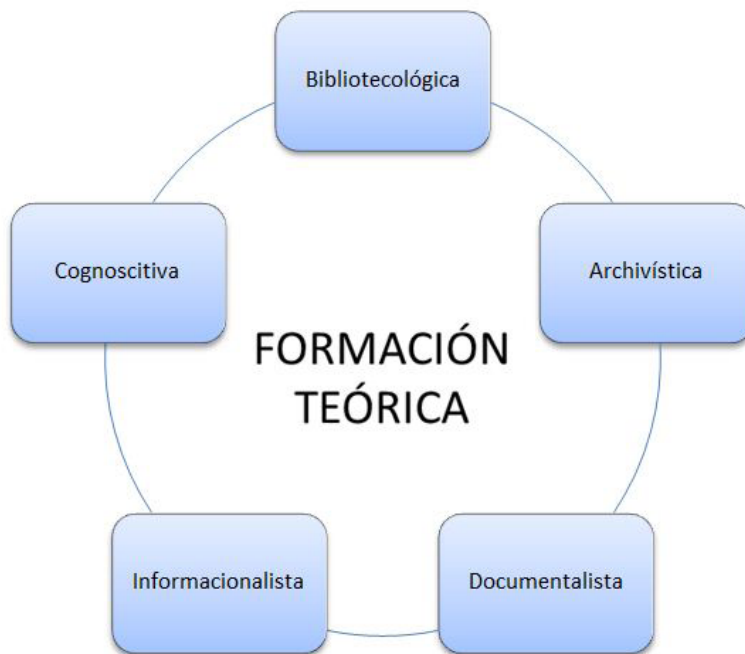 Bibliotecológica
Cognoscitiva
Archivística
FORMACIÓN
TEÓRICA
Informacionalista
Documentalista